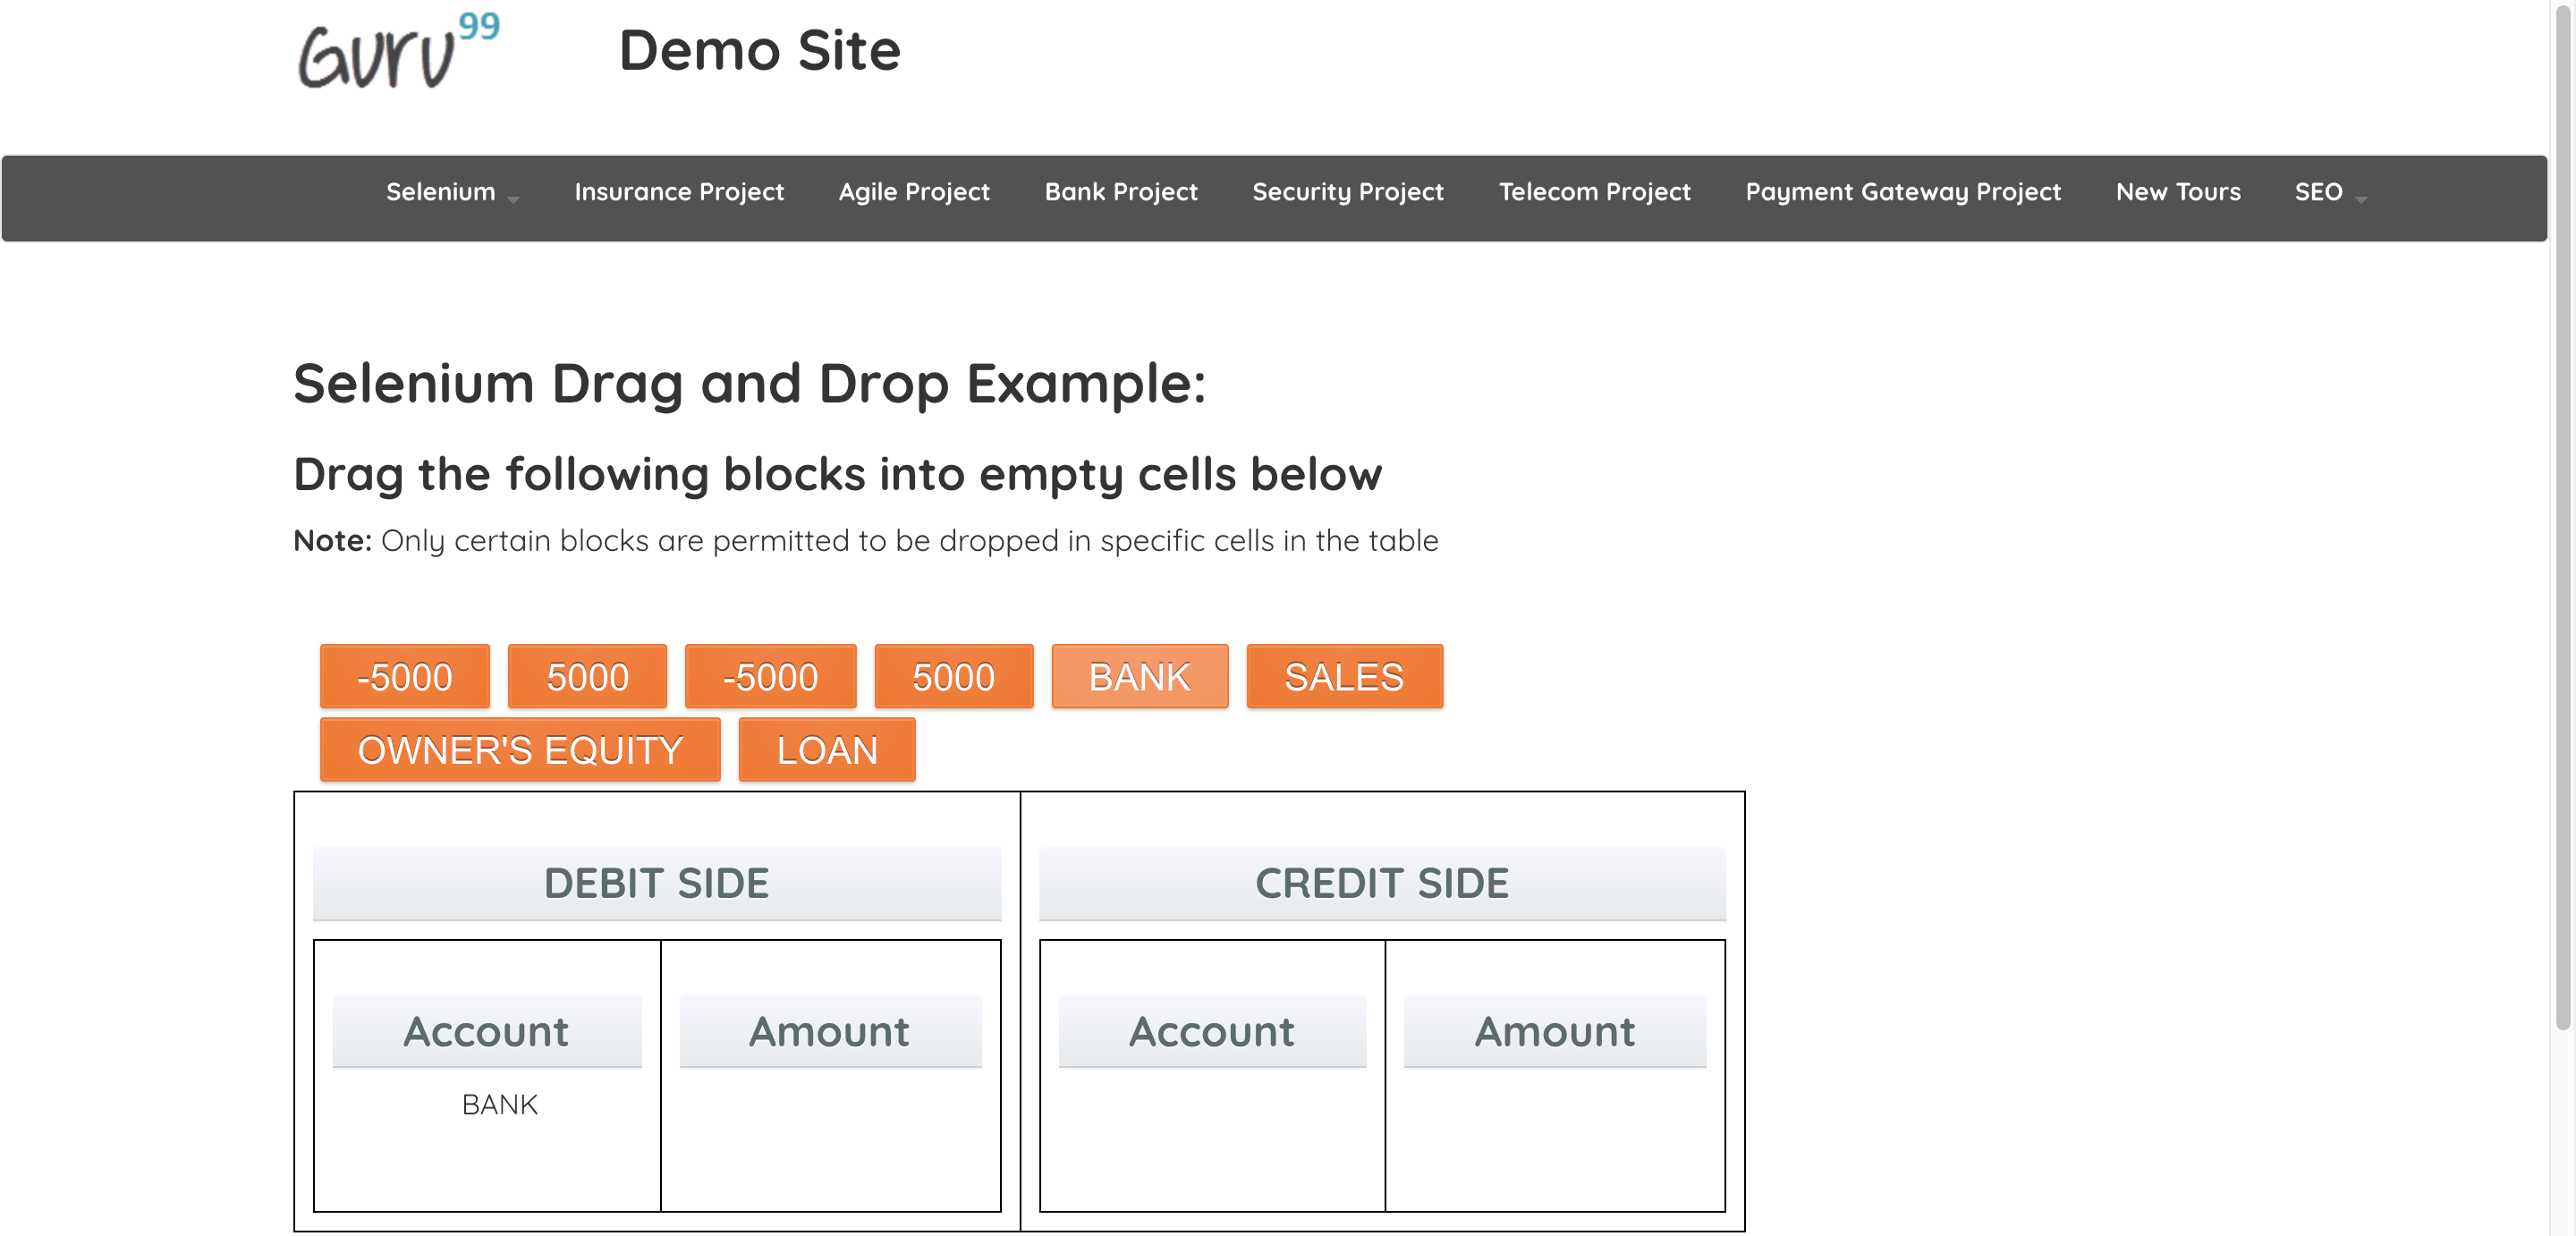 Guru99 Demo Site
Selenium Insurance Project Agile Project Bank Project Security Project Telecom Project Payment Gateway Project New Tours SEO
Selenium Drag and Drop Example:
Drag the following blocks into empty cells below
Note: Only certain blocks are permitted to be dropped in specific cells in the table
-5000 5000 -5000 5000 BANK SALES
OWNER'S EQUITY LOAN
DEBIT SIDE CREDIT SIDE
Account Amount Account Amount
BANK